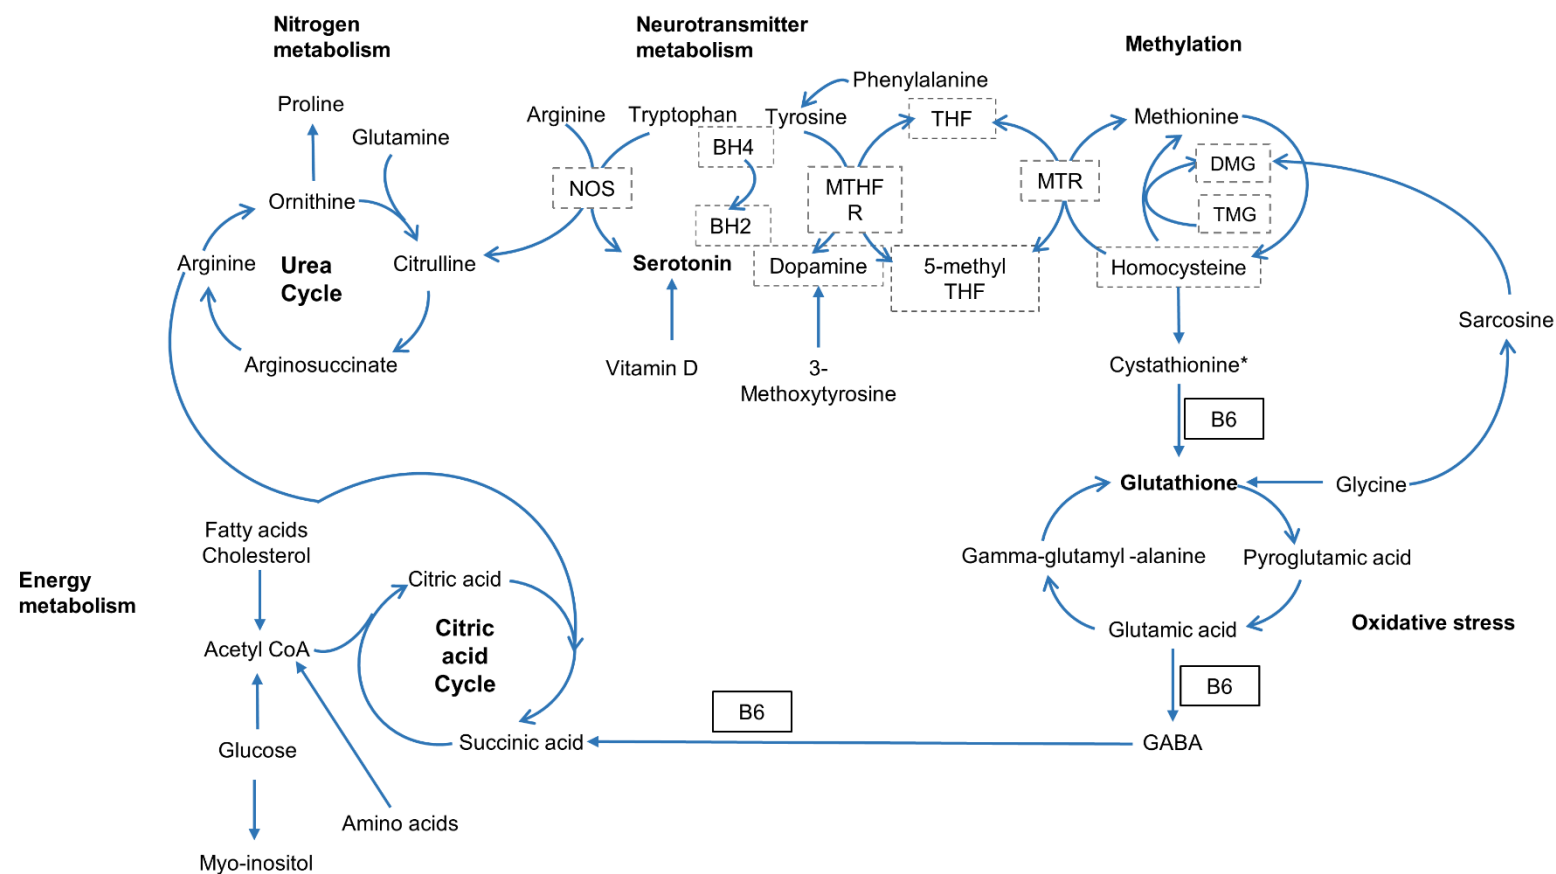 Nitrogen
metabolism
Neurotransmitter
metabolism
Methylation
Proline
Glutamine
Ornithine
Arginine
Urea
Cycle
Citrulline
Arginosuccinate
Arginine
Tryptophan
NOS
Serotonin
Vitamin D
BH4
BH2
Phenylalanine
Tyrosine
MTHF
R
Dopamine
3-
Methoxytyrosine
THF
5-methyl
THF
MTR
Methionine
DMG
TMG
Homocysteine
Sarcosine
Cystathionine*
B6
Glutathione
Glycine
Gamma-glutamyl -alanine
Pyroglutamic acid
Glutamic acid
Oxidative stress
B6
GABA
B6
Energy
metabolism
Fatty acids
Cholesterol
Acetyl CoA
Citric acid
Citric
acid
Cycle
Succinic acid
Glucose
Amino acids
Myo-inositol